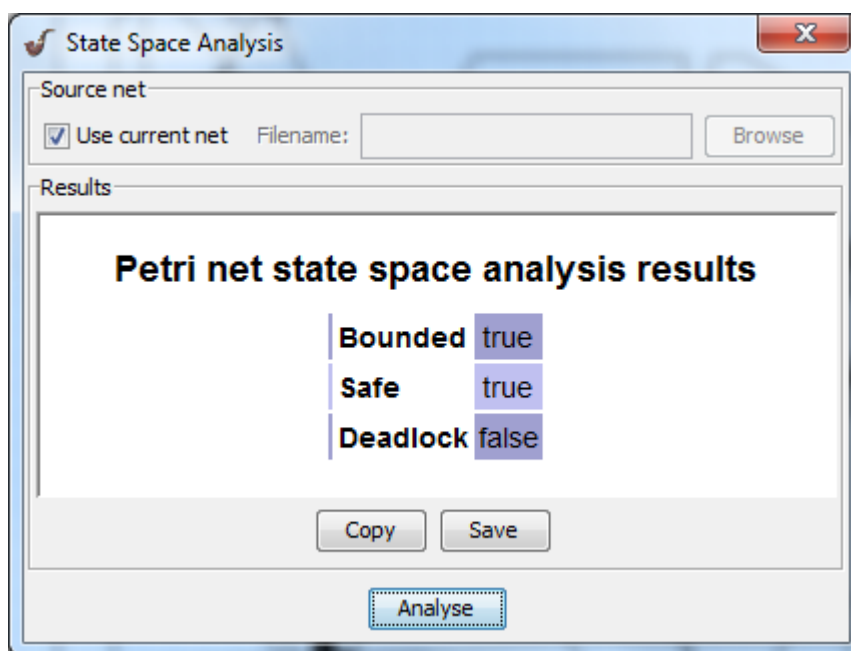 State Space Analysis
Source net
Use current net Filename: Browse
Results
Petri net state space analysis results
Bounded true
Safe true
Deadlock false
Copy Save
Analyse